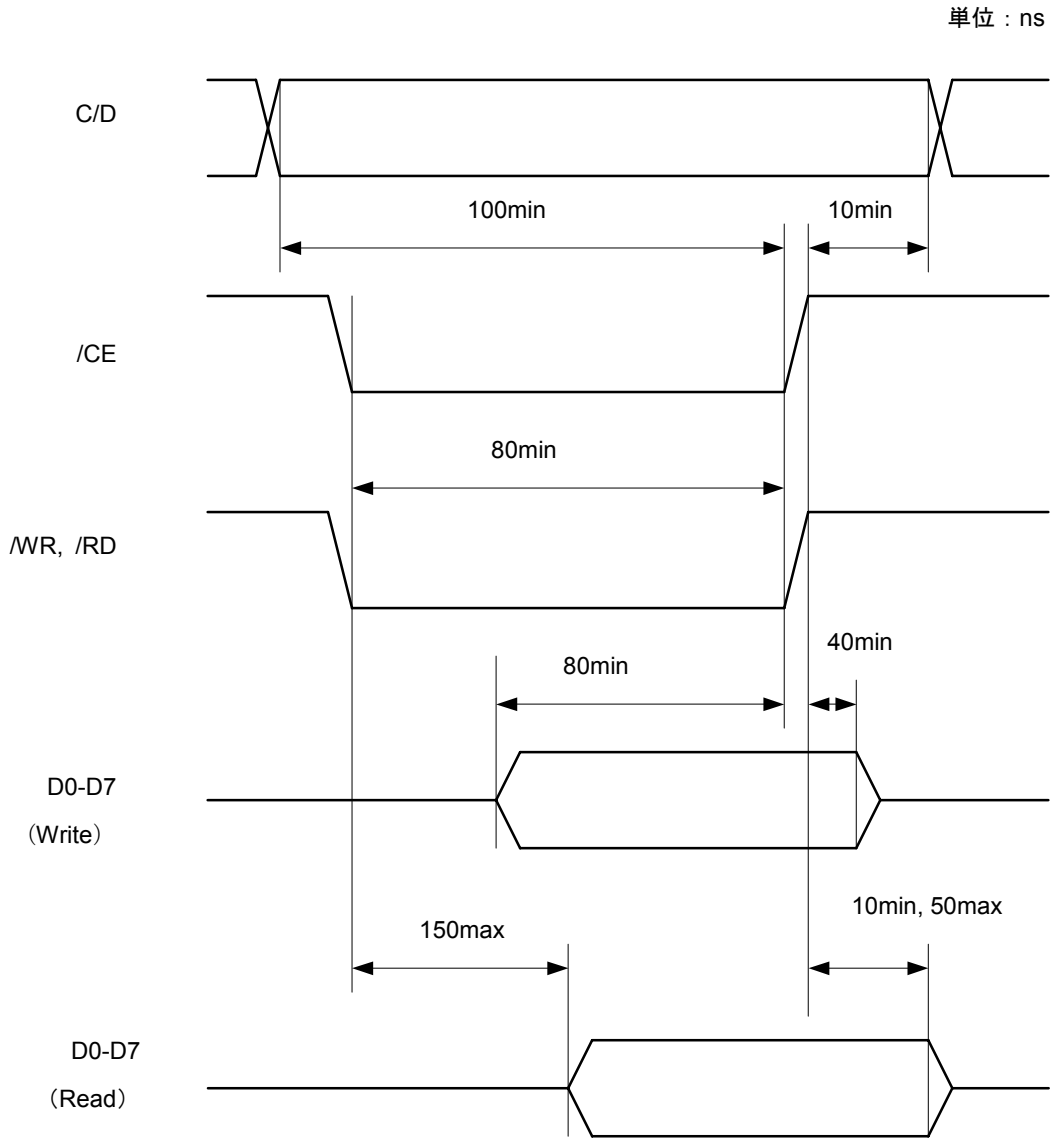 単位：ns
C/D
100min
10min
/CE
80min
/WR, /RD
40min
80min
D0-D7
（Write）
10min, 50max
150max
D0-D7
（Read）